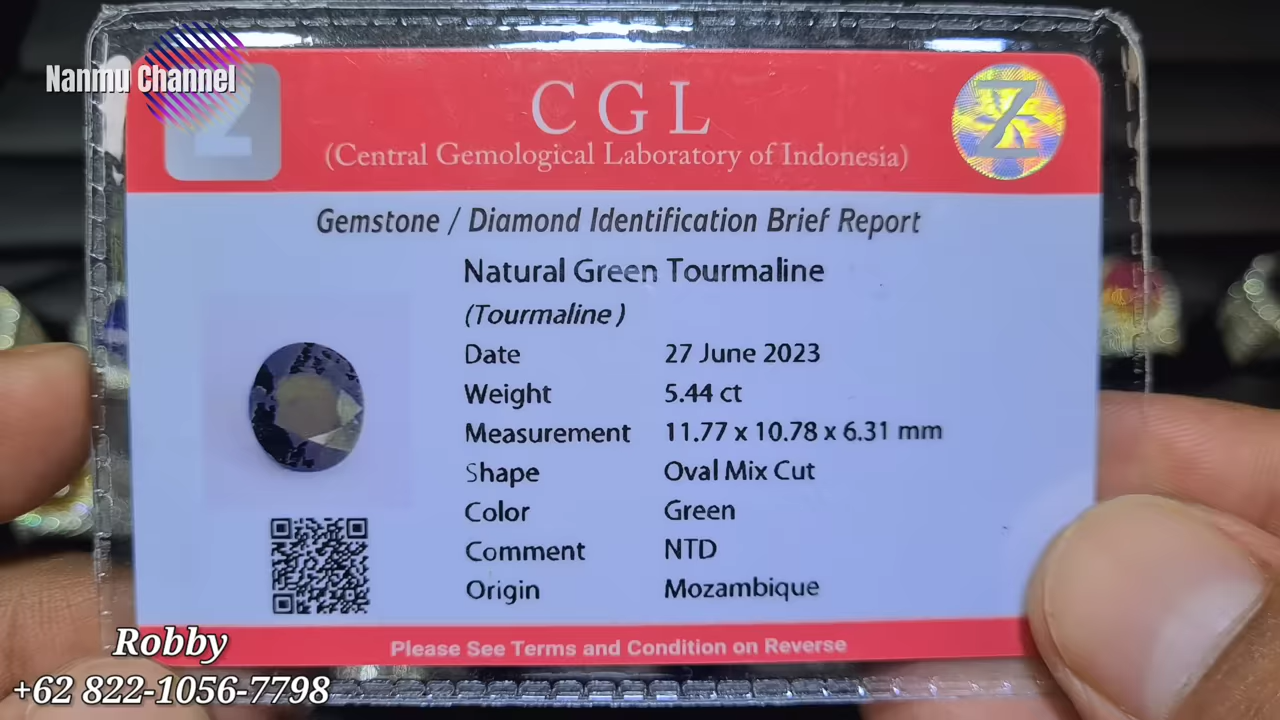 Nanmu Channel
Z
CGL
(Central Gemological Laboratory of Indonesia)
Z
Gemstone / Diamond Identification Brief Report
Natural Green Tourmaline
(Tourmaline )
Date 27 June 2023
Weight 5.44 ct
Measurement 11.77 x 10.78 x 6.31 mm
Shape Oval Mix Cut
Color Green
Comment NTD
Origin Mozambique
Please See Terms and Condition on Reverse
Robby
+62 822-1056-7798